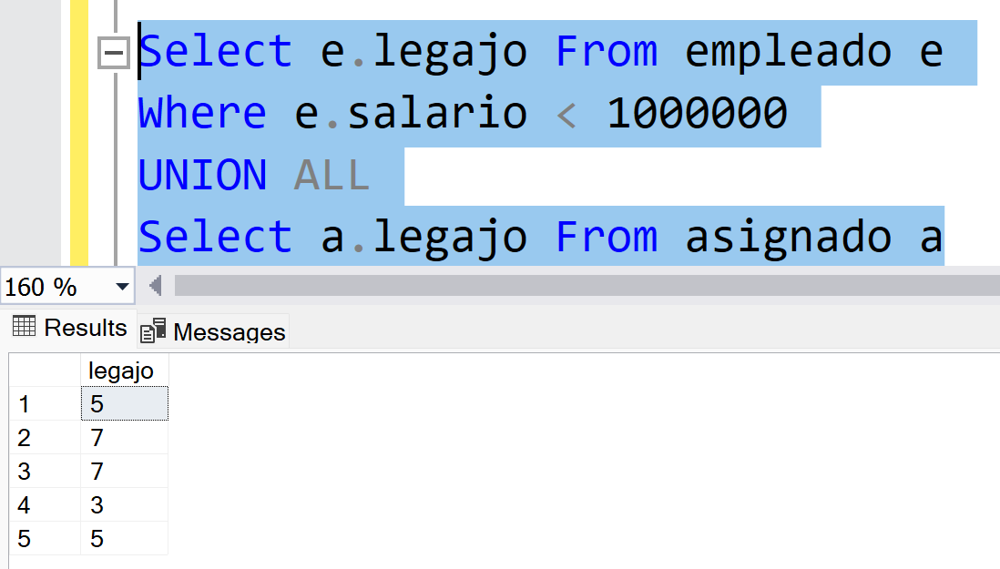 Select e.legajo From empleado e
Where e.salario < 1000000
UNION ALL
Select a.legajo From asignado a
160 %
Results Messages
legajo
1 5
2 7
3 7
4 3
5 5